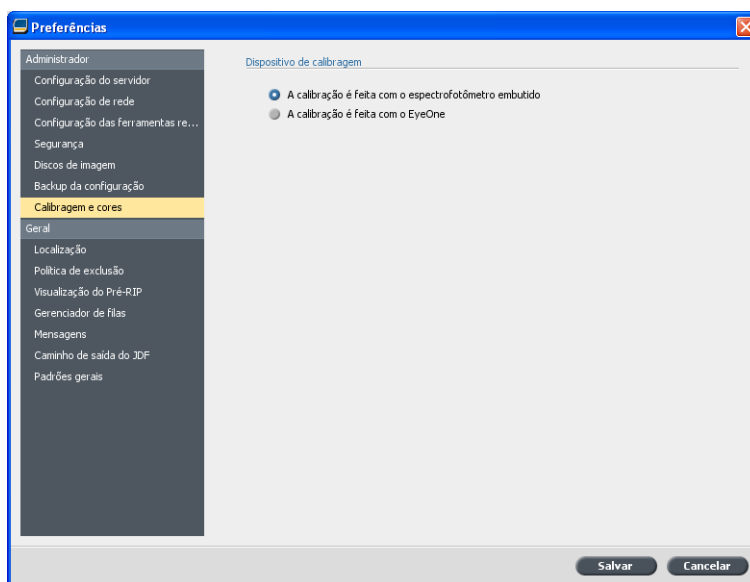 Preferências
Administrador
Configuração do servidor
Configuração de rede
Configuração das ferramentas re...
Segurança
Discos de imagem
Backup da configuração
Calibragem e cores
Geral
Localização
Política de exclusão
Visualização do Pré-RIP
Gerenciador de filas
Mensagens
Caminho de saída do JDF
Padrões gerais
Dispositivo de calibragem
A calibração é feita com o espectrofotômetro embutido
A calibração é feita com o EyeOne
Salvar
Cancelar